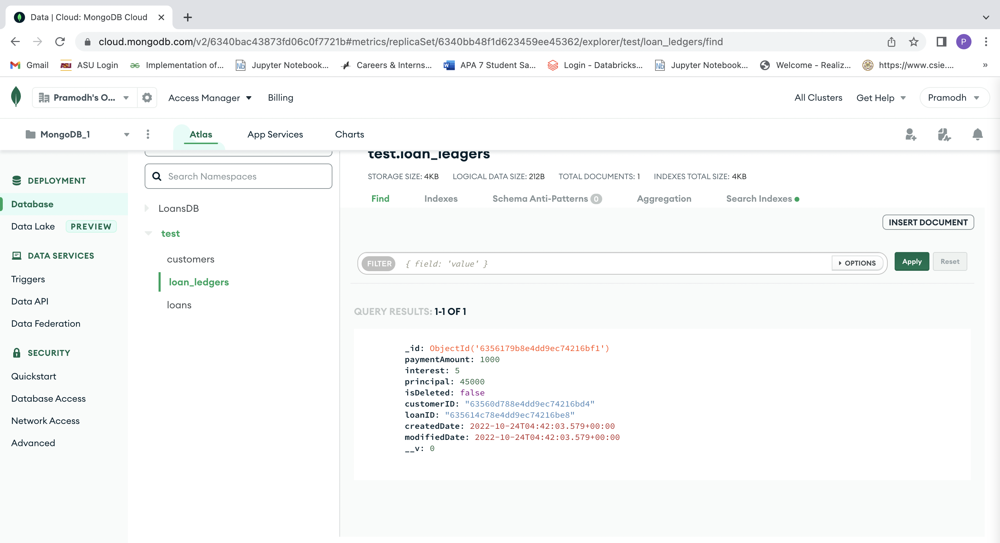 Data | Cloud: MongoDB Cloud
cloud.mongodb.com/v2/6340bac43873fd06c0f7721b#metrics/replicaSet/6340bb48f1d623459ee45362/explorer/test/loan_ledgers/find
P
Gmail ASU Login Implementation of... Jupyter Notebook... Careers & Interns... APA 7 Student Sa... Login - Databricks... Jupyter Notebook... Welcome - Realiz... https://www.csie.... »
Pramodh's O... Access Manager Billing All Clusters Get Help Pramodh
MongoDB_1 Atlas App Services Charts
DEPLOYMENT
Database
Data Lake PREVIEW
DATA SERVICES
Triggers
Data API
Data Federation
SECURITY
Quickstart
Database Access
Network Access
Advanced
Search Namespaces
LoansDB
test
customers
loan_ledgers
loans
test.loan_ledgers
STORAGE SIZE: 4KB LOGICAL DATA SIZE: 212B TOTAL DOCUMENTS: 1 INDEXES TOTAL SIZE: 4KB
Find Indexes Schema Anti-Patterns 0 Aggregation Search Indexes
INSERT DOCUMENT
FILTER { field: 'value' } OPTIONS Apply Reset
QUERY RESULTS: 1-1 OF 1
_id: ObjectId('6356179b8e4dd9ec74216bf1')
paymentAmount: 1000
interest: 5
principal: 45000
isDeleted: false
customerID: "63560d788e4dd9ec74216bd4"
loanID: "635614c78e4dd9ec74216be8"
createdDate: 2022-10-24T04:42:03.579+00:00
modifiedDate: 2022-10-24T04:42:03.579+00:00
__v: 0